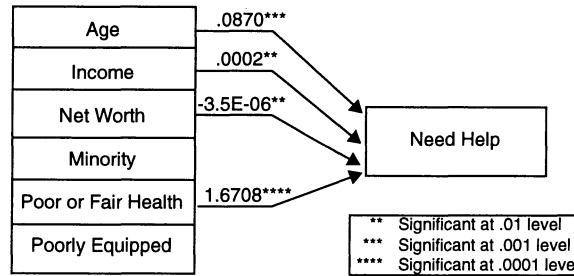 Age
.0870***
Income
.0002**
Net Worth
-3.5E-06**
Minority
Poor or Fair Health
1.6708****
Poorly Equipped
Need Help
** Significant at .01 level
*** Significant at .001 level
**** Significant at .0001 leve